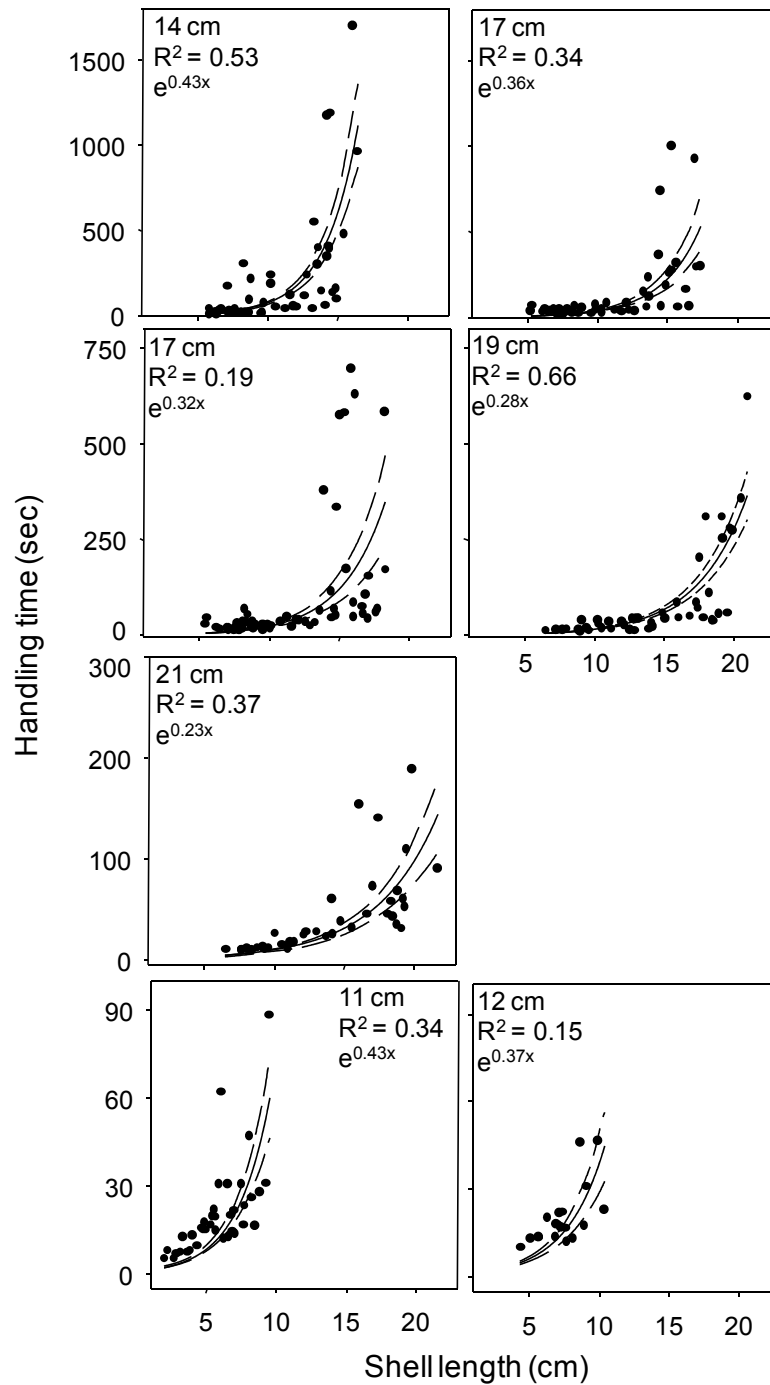 14 cm
R² = 0.53
e^0.43x
17 cm
R² = 0.34
e^0.36x
1500
1000
500
0
17 cm
R² = 0.19
e^0.32x
19 cm
R² = 0.66
e^0.28x
750
500
250
0
5 10 15 20
Handling time (sec)
21 cm
R² = 0.37
e^0.23x
300
200
100
0
11 cm
R² = 0.34
e^0.43x
12 cm
R² = 0.15
e^0.37x
90
60
30
0
5 10 15 20 5 10 15 20
Shell length (cm)